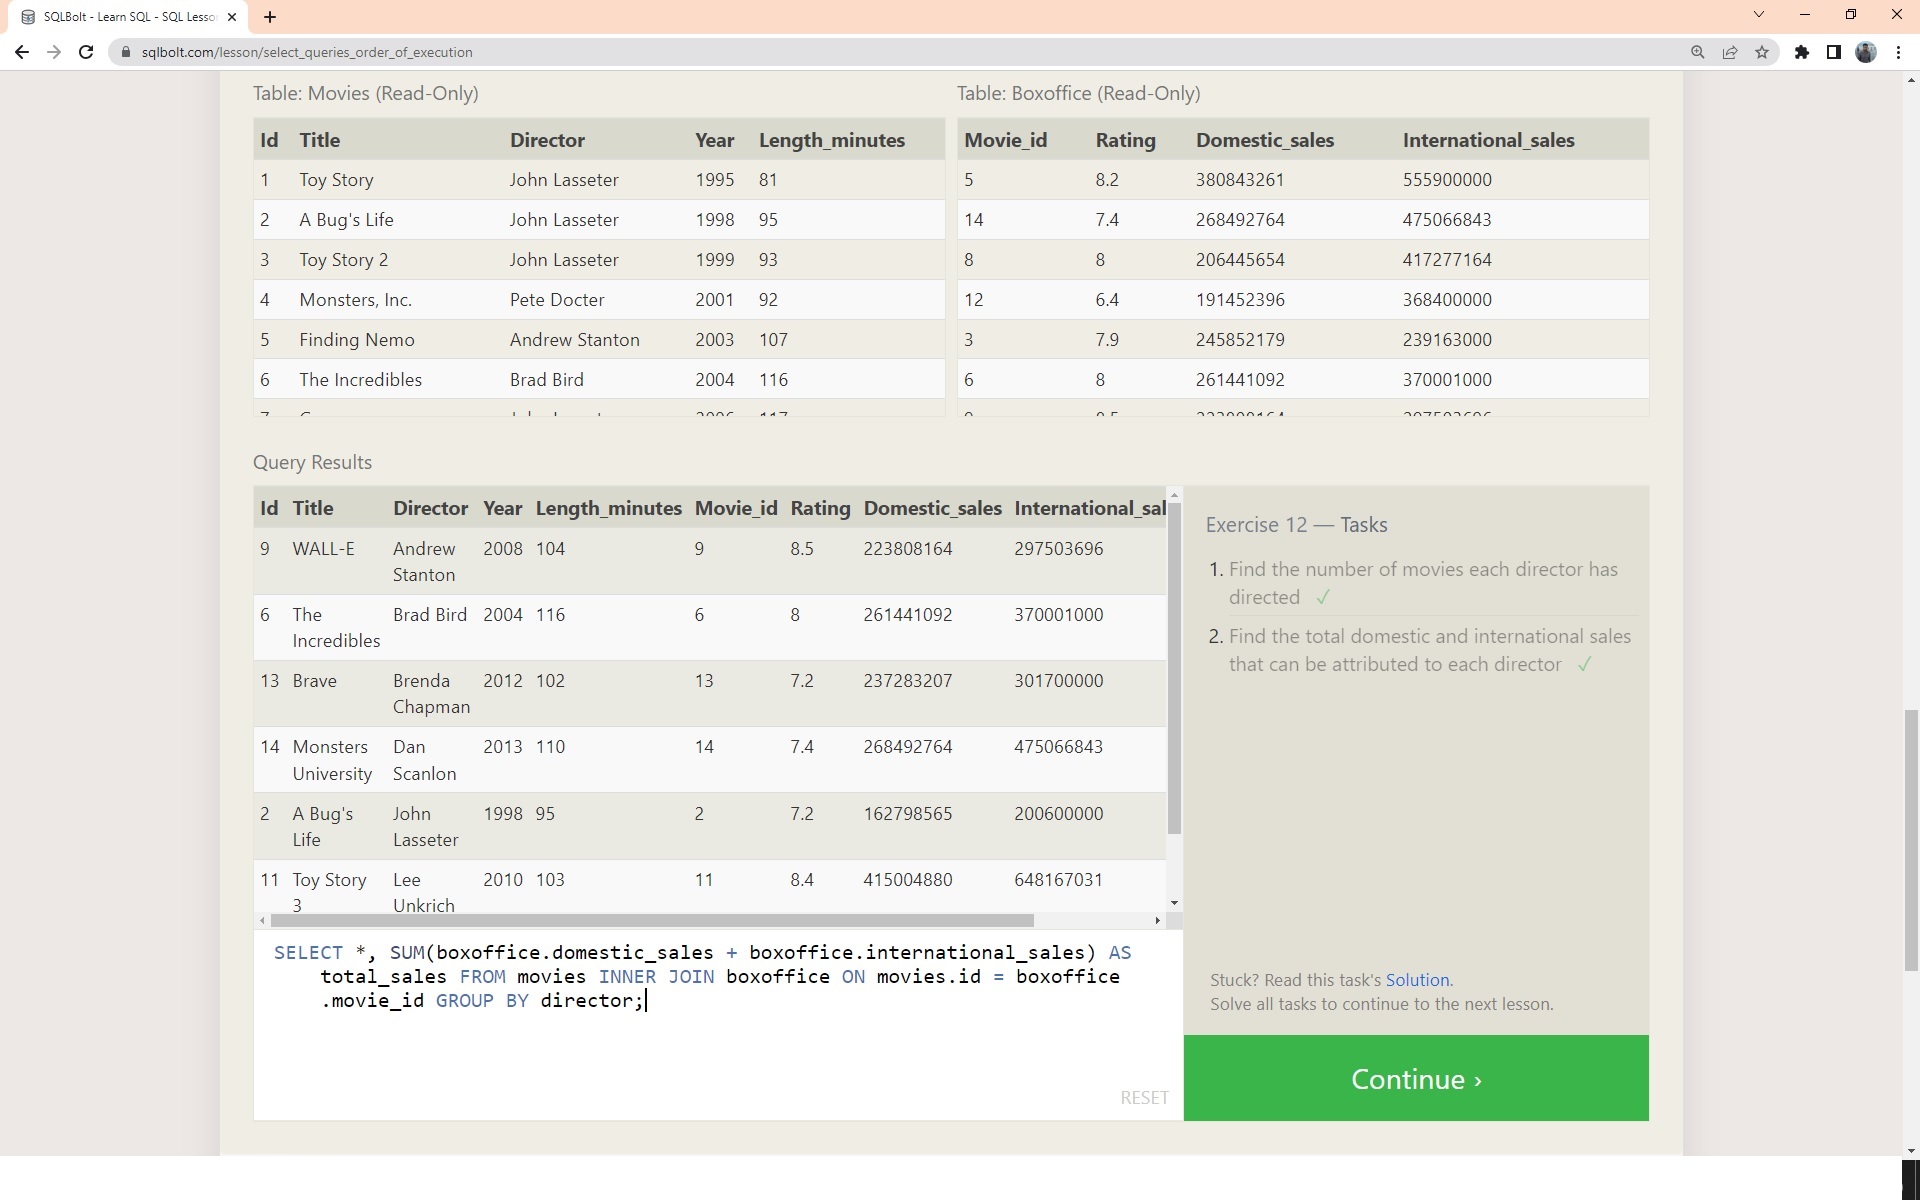 SQLBolt - Learn SQL - SQL Lesso
sqlbolt.com/lesson/select_queries_order_of_execution
Table: Movies (Read-Only)
Id Title Director Year Length_minutes
1 Toy Story John Lasseter 1995 81
2 A Bug's Life John Lasseter 1998 95
3 Toy Story 2 John Lasseter 1999 93
4 Monsters, Inc. Pete Docter 2001 92
5 Finding Nemo Andrew Stanton 2003 107
6 The Incredibles Brad Bird 2004 116
Table: Boxoffice (Read-Only)
Movie_id Rating Domestic_sales International_sales
5 8.2 380843261 555900000
14 7.4 268492764 475066843
8 8 206445654 417277164
12 6.4 191452396 368400000
3 7.9 245852179 239163000
6 8 261441092 370001000
Query Results
Id Title Director Year Length_minutes Movie_id Rating Domestic_sales International_sal
9 WALL-E Andrew 2008 104 9 8.5 223808164 297503696
Stanton
6 The Brad Bird 2004 116 6 8 261441092 370001000
Incredibles
13 Brave Brenda 2012 102 13 7.2 237283207 301700000
Chapman
14 Monsters Dan 2013 110 14 7.4 268492764 475066843
University Scanlon
2 A Bug's John 1998 95 2 7.2 162798565 200600000
Life Lasseter
11 Toy Story Lee 2010 103 11 8.4 415004880 648167031
3 Unkrich
SELECT *, SUM(boxoffice.domestic_sales + boxoffice.international_sales) AS
total_sales FROM movies INNER JOIN boxoffice ON movies.id = boxoffice
.movie_id GROUP BY director;
RESET
Exercise 12 — Tasks
1. Find the number of movies each director has
directed ✓
2. Find the total domestic and international sales
that can be attributed to each director ✓
Stuck? Read this task's Solution.
Solve all tasks to continue to the next lesson.
Continue ›